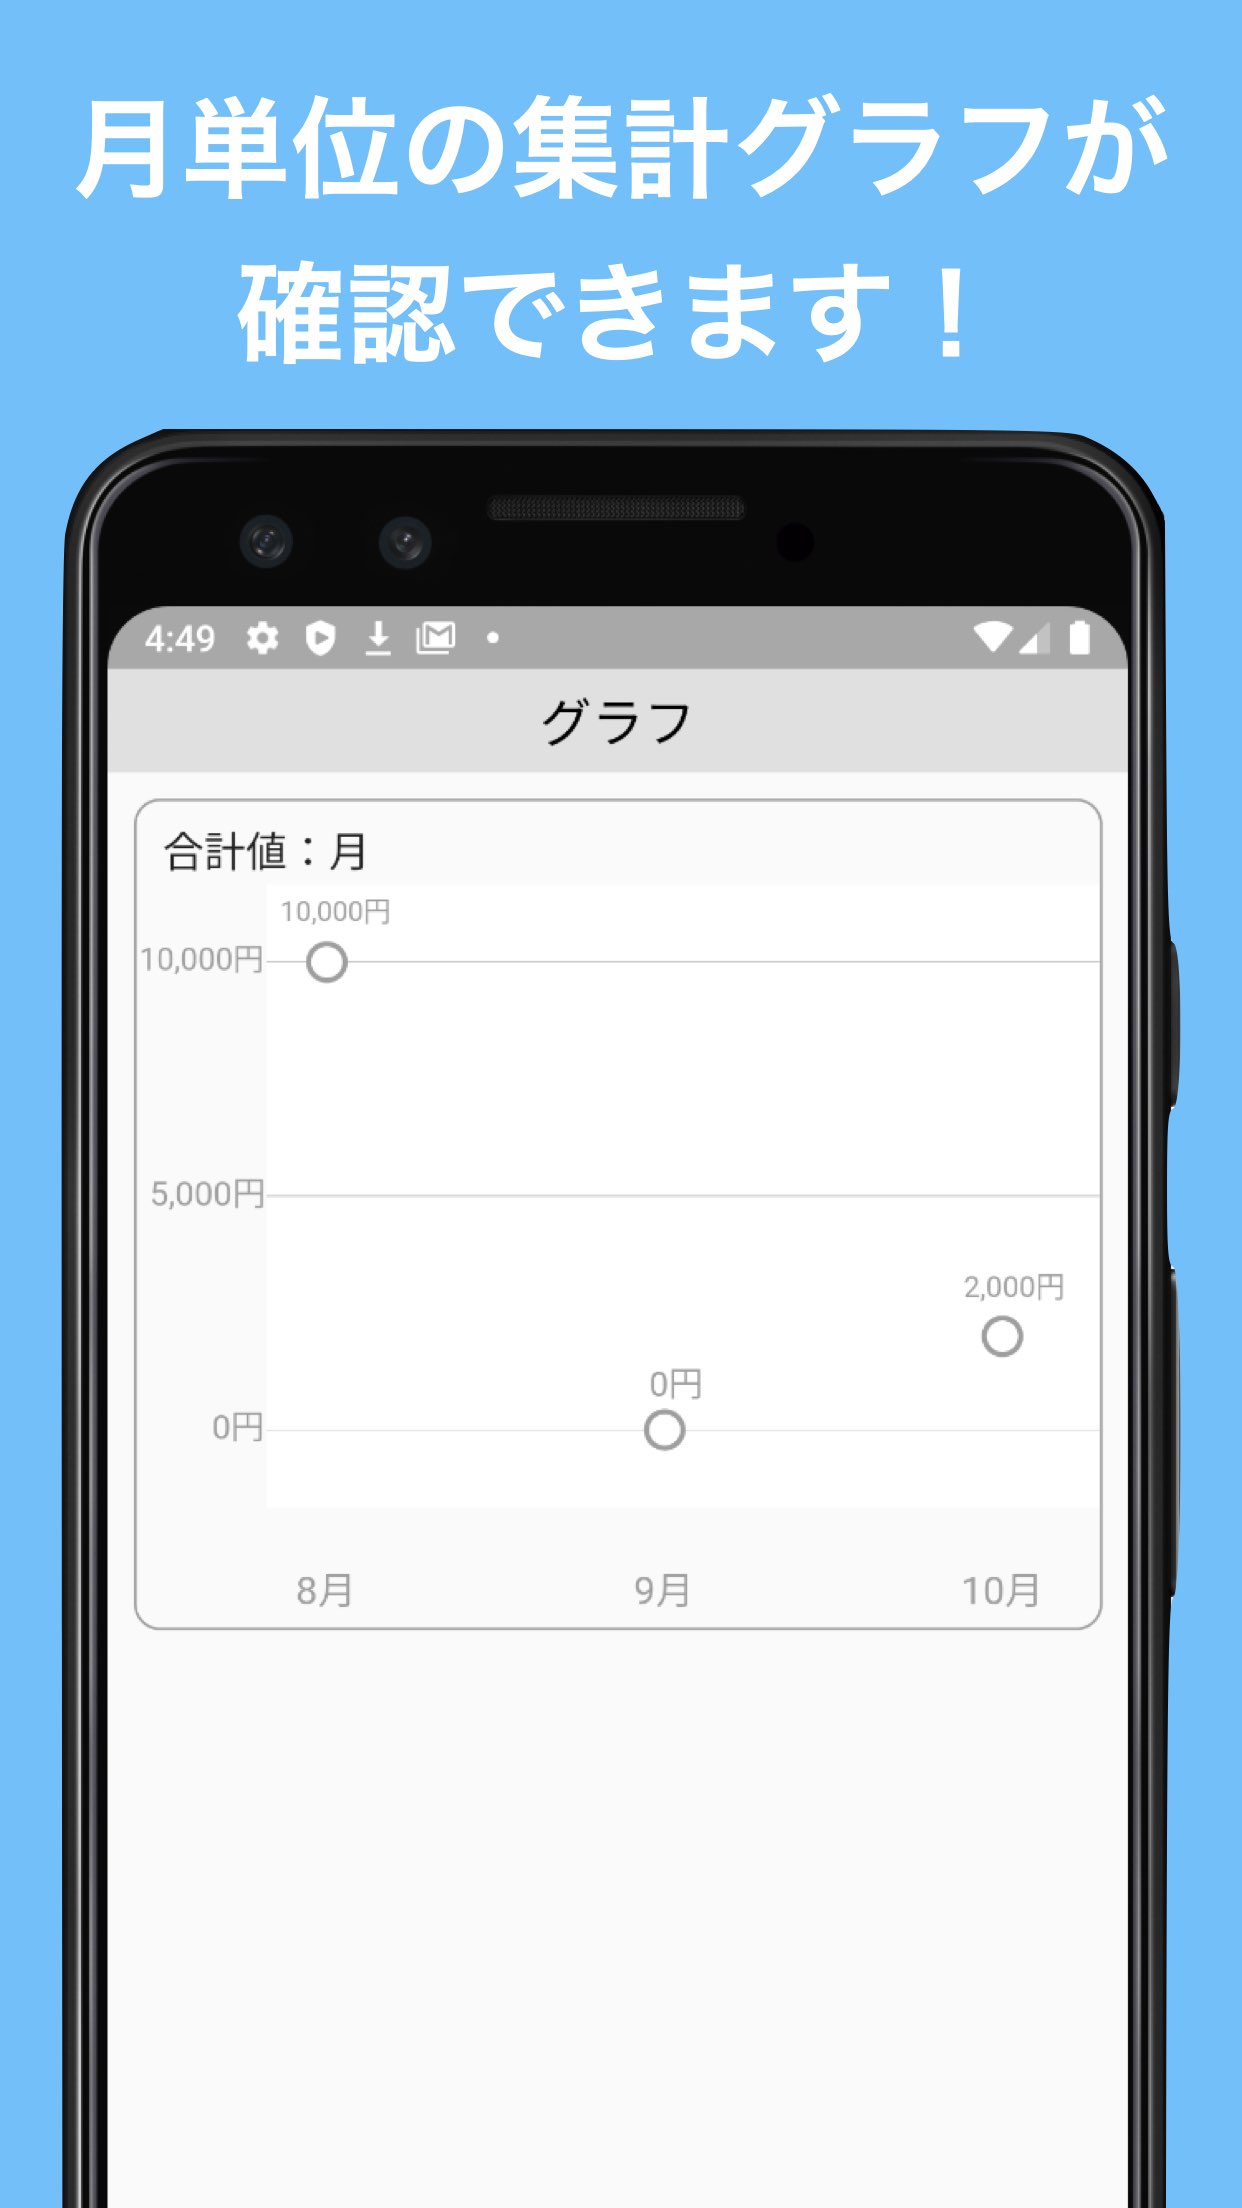 月単位の集計グラフが
確認できます！
4:49
グラフ
合計値：月
10,000円
10,000円
5,000円
2,000円
0円
0円
8月 9月 10月